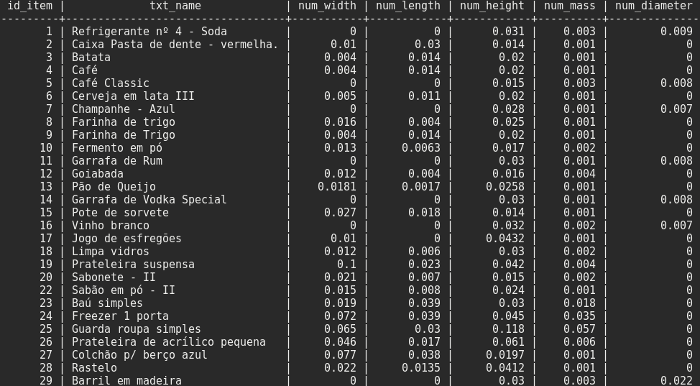 id_item | txt_name | num_width | num_length | num_height | num_mass | num_diameter
1 | Refrigerante nº 4 - Soda | 0 | 0 | 0.031 | 0.003 | 0.009
2 | Caixa Pasta de dente - vermelha. | 0.01 | 0.03 | 0.014 | 0.001 | 0
3 | Batata | 0.004 | 0.014 | 0.02 | 0.001 | 0
4 | Café | 0.004 | 0.014 | 0.02 | 0.001 | 0
5 | Café Classic | 0 | 0 | 0.015 | 0.003 | 0.008
6 | Cerveja em lata III | 0.005 | 0.011 | 0.02 | 0.001 | 0
7 | Champanhe - Azul | 0 | 0 | 0.028 | 0.001 | 0.007
8 | Farinha de trigo | 0.016 | 0.004 | 0.025 | 0.001 | 0
9 | Farinha de Trigo | 0.004 | 0.014 | 0.02 | 0.001 | 0
10 | Fermento em pó | 0.013 | 0.0063 | 0.017 | 0.002 | 0
11 | Garrafa de Rum | 0 | 0 | 0.03 | 0.001 | 0.008
12 | Goiabada | 0.012 | 0.004 | 0.016 | 0.004 | 0
13 | Pão de Queijo | 0.0181 | 0.0017 | 0.0258 | 0.001 | 0
14 | Garrafa de Vodka Special | 0 | 0 | 0.03 | 0.001 | 0.008
15 | Pote de sorvete | 0.027 | 0.018 | 0.014 | 0.001 | 0
16 | Vinho branco | 0 | 0 | 0.032 | 0.002 | 0.007
17 | Jogo de esfregões | 0.01 | 0 | 0.0432 | 0.001 | 0
18 | Limpa vidros | 0.012 | 0.006 | 0.03 | 0.002 | 0
19 | Prateleira suspensa | 0.1 | 0.023 | 0.042 | 0.004 | 0
20 | Sabonete - II | 0.021 | 0.007 | 0.015 | 0.002 | 0
22 | Sabão em pó - II | 0.015 | 0.008 | 0.024 | 0.001 | 0
23 | Baú simples | 0.019 | 0.039 | 0.03 | 0.018 | 0
24 | Freezer 1 porta | 0.072 | 0.039 | 0.045 | 0.035 | 0
25 | Guarda roupa simples | 0.065 | 0.03 | 0.118 | 0.057 | 0
26 | Prateleira de acrílico pequena | 0.046 | 0.017 | 0.061 | 0.006 | 0
27 | Colchão p/ berço azul | 0.077 | 0.038 | 0.0197 | 0.001 | 0
28 | Rastelo | 0.022 | 0.0135 | 0.0412 | 0.001 | 0
29 | Barril em madeira | 0 | 0 | 0.03 | 0.003 | 0.022